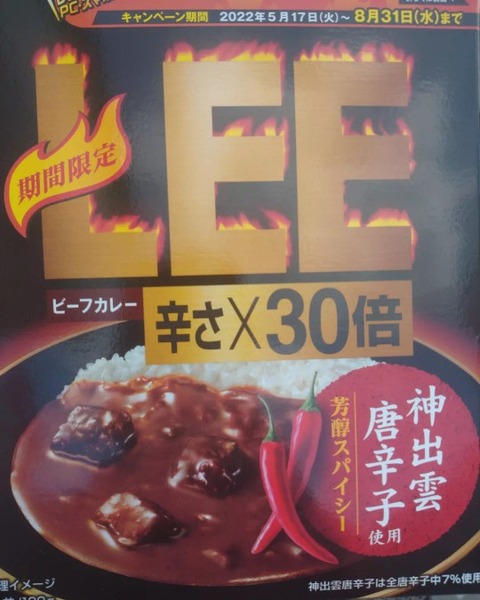 キャンペーン期間 2022年5月17日(火)～8月31日(水)まで
LEE
期間限定
ビーフカレー
辛さ×30倍
神出雲
唐辛子
使用
芳醇スパイシー
理イメージ
神出雲唐辛子は全唐辛子中7%使用